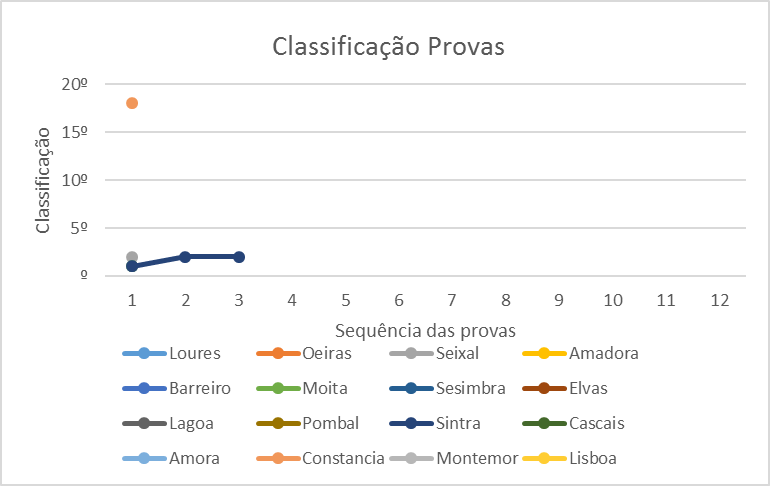 Classificação Provas
20º
15º
10º
5º
º
Classificação
1 2 3 4 5 6 7 8 9 10 11 12
Sequência das provas
Loures Oeiras Seixal Amadora
Barreiro Moita Sesimbra Elvas
Lagoa Pombal Sintra Cascais
Amora Constancia Montemor Lisboa